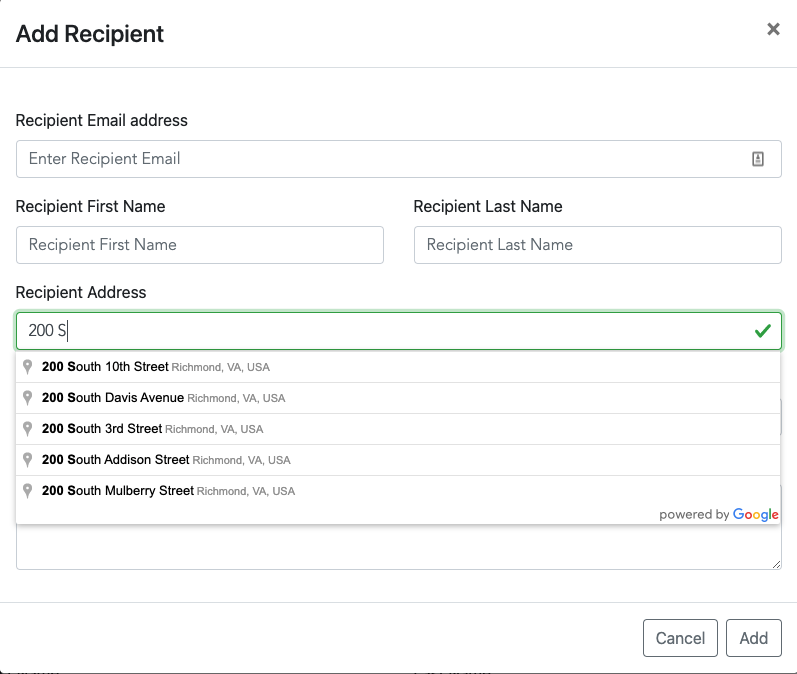 Add Recipient ×
Recipient Email address
Enter Recipient Email
Recipient First Name Recipient Last Name
Recipient First Name Recipient Last Name
Recipient Address
200 S
200 South 10th Street Richmond, VA, USA
200 South Davis Avenue Richmond, VA, USA
200 South 3rd Street Richmond, VA, USA
200 South Addison Street Richmond, VA, USA
200 South Mulberry Street Richmond, VA, USA
powered by Google
Cancel Add